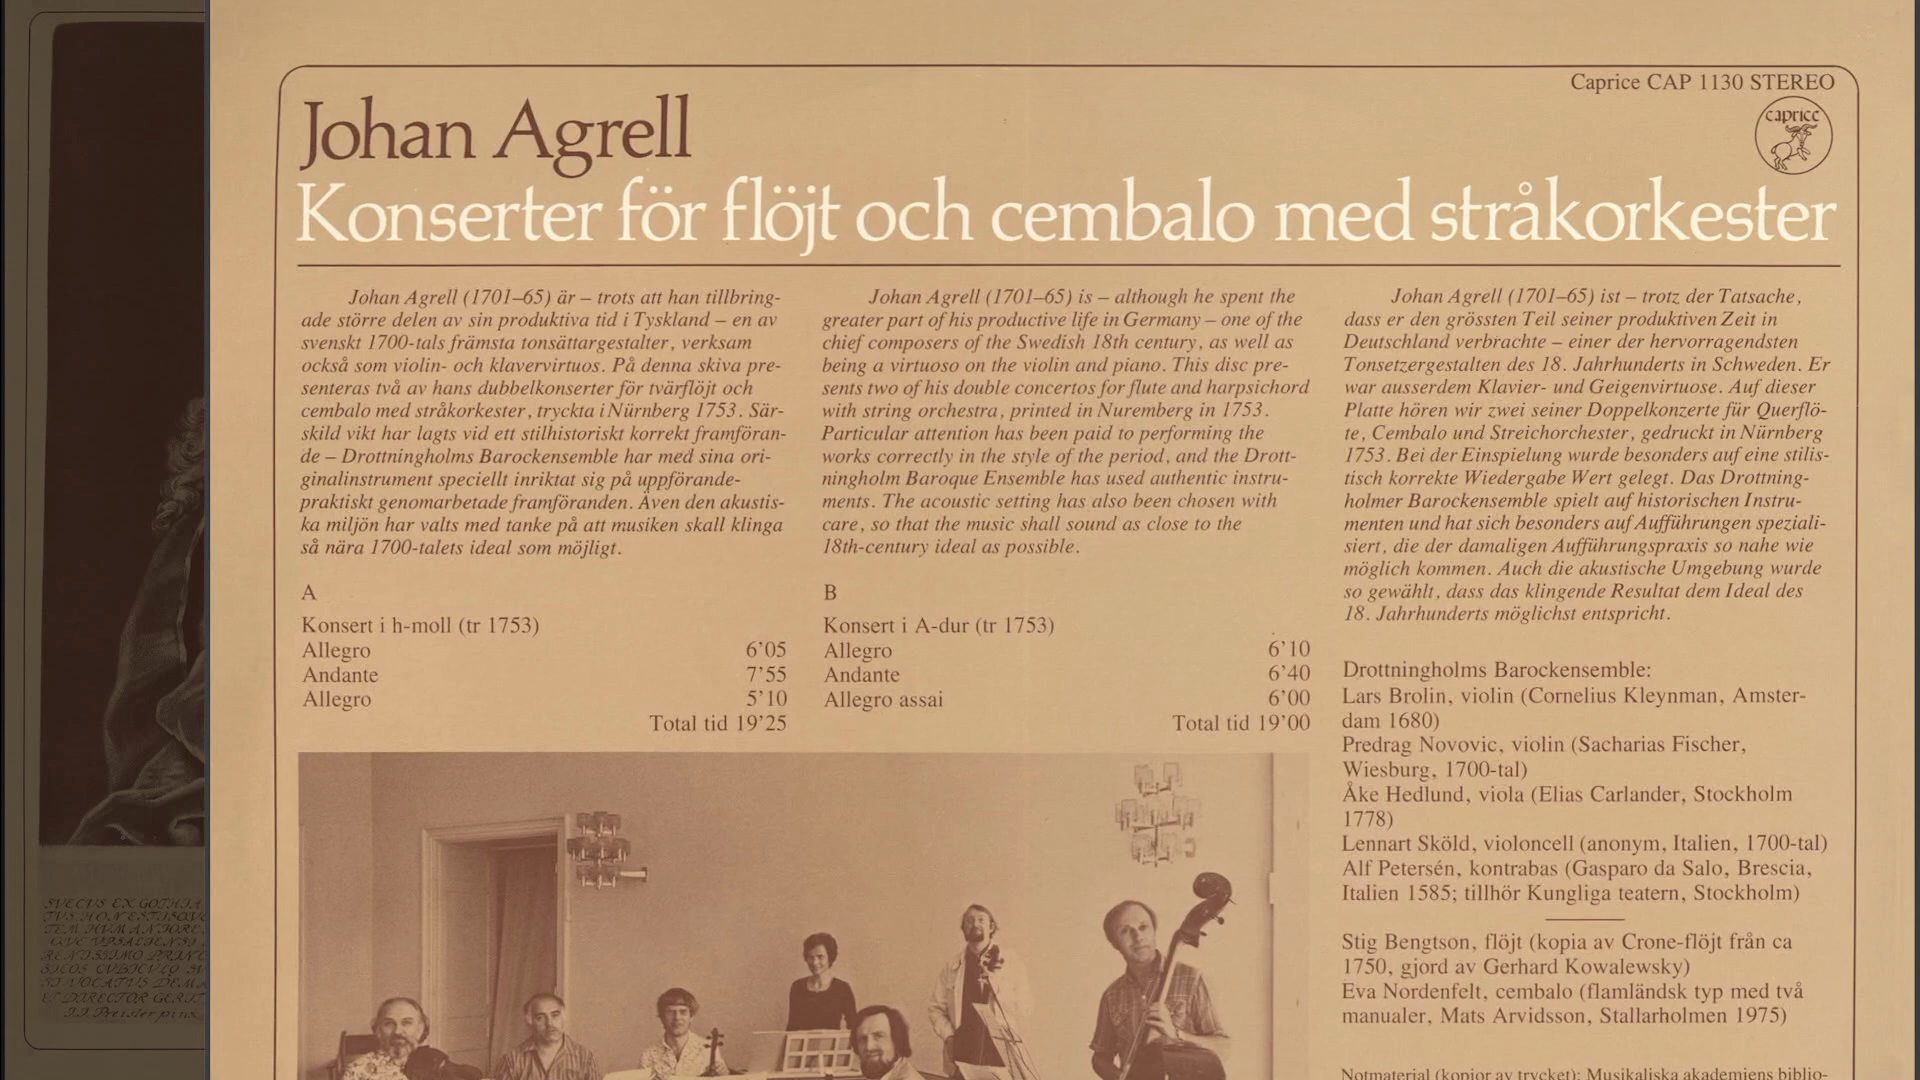 Caprice CAP 1130 STEREO
caprice
Johan Agrell
Konserter för flöjt och cembalo med stråkorkester
Johan Agrell (1701–65) är – trots att han tillbring-
ade större delen av sin produktiva tid i Tyskland – en av
svenskt 1700-tals främsta tonsättargestalter, verksam
också som violin- och klavervirtuos. På denna skiva pre-
senteras två av hans dubbelkonserter för tvärflöjt och
cembalo med stråkorkester, tryckta i Nürnberg 1753. Sär-
skild vikt har lagts vid ett stilhistoriskt korrekt framföran-
de – Drottningholms Barockensemble har med sina ori-
ginalinstrument speciellt inriktat sig på uppförande-
praktiskt genomarbetade framföranden. Även den akustis-
ka miljön har valts med tanke på att musiken skall klinga
så nära 1700-talets ideal som möjligt.
Johan Agrell (1701–65) is – although he spent the
greater part of his productive life in Germany – one of the
chief composers of the Swedish 18th century, as well as
being a virtuoso on the violin and piano. This disc pre-
sents two of his double concertos for flute and harpsichord
with string orchestra, printed in Nuremberg in 1753.
Particular attention has been paid to performing the
works correctly in the style of the period, and the Drott-
ningholm Baroque Ensemble has used authentic instru-
ments. The acoustic setting has also been chosen with
care, so that the music shall sound as close to the
18th-century ideal as possible.
Johan Agrell (1701–65) ist – trotz der Tatsache,
dass er den grössten Teil seiner produktiven Zeit in
Deutschland verbrachte – einer der hervorragendsten
Tonsetzergestalten des 18. Jahrhunderts in Schweden. Er
war ausserdem Klavier- und Geigenvirtuose. Auf dieser
Platte hören wir zwei seiner Doppelkonzerte für Querflö-
te, Cembalo und Streichorchester, gedruckt in Nürnberg
1753. Bei der Einspielung wurde besonders auf eine stilis-
tisch korrekte Wiedergabe Wert gelegt. Das Drottning-
holmer Barockensemble spielt auf historischen Instru-
menten und hat sich besonders auf Aufführungen speziali-
siert, die der damaligen Aufführungspraxis so nahe wie
möglich kommen. Auch die akustische Umgebung wurde
so gewählt, dass das klingende Resultat dem Ideal des
18. Jahrhunderts möglichst entspricht.
A
Konsert i h-moll (tr 1753)
Allegro 6'05
Andante 7'55
Allegro 5'10
Total tid 19'25
B
Konsert i A-dur (tr 1753)
Allegro 6'10
Andante 6'40
Allegro assai 6'00
Total tid 19'00
Drottningholms Barockensemble:
Lars Brolin, violin (Cornelius Kleynman, Amster-
dam 1680)
Predrag Novovic, violin (Sacharias Fischer,
Wiesburg, 1700-tal)
Åke Hedlund, viola (Elias Carlander, Stockholm
1778)
Lennart Sköld, violoncell (anonym, Italien, 1700-tal)
Alf Petersén, kontrabas (Gasparo da Salo, Brescia,
Italien 1585; tillhör Kungliga teatern, Stockholm)
Stig Bengtson, flöjt (kopia av Crone-flöjt från ca
1750, gjord av Gerhard Kowalewsky)
Eva Nordenfelt, cembalo (flamländsk typ med två
manualer, Mats Arvidsson, Stallarholmen 1975)
Notmaterial (kopior av trycket): Musikaliska akademiens biblio-
SVECUS EX GOTHIA